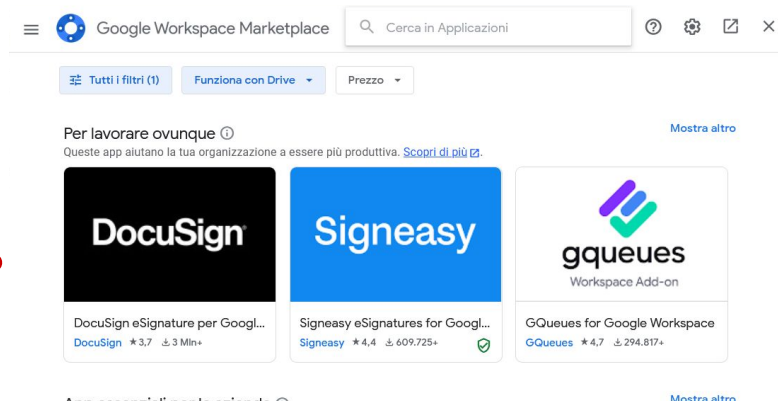 Google Workspace Marketplace
Cerca in Applicazioni
Tutti i filtri (1)
Funziona con Drive
Prezzo
Per lavorare ovunque
Mostra altro
Queste app aiutano la tua organizzazione a essere più produttiva. Scopri di più.
DocuSign
Signeasy
gqueues
Workspace Add-on
DocuSign eSignature per Googl...
DocuSign ★3,7 3 Mln+
Signeasy eSignatures for Googl...
Signeasy ★4,4 609.725+
GQueues for Google Workspace
GQueues ★4,7 294.817+
Mostra altro